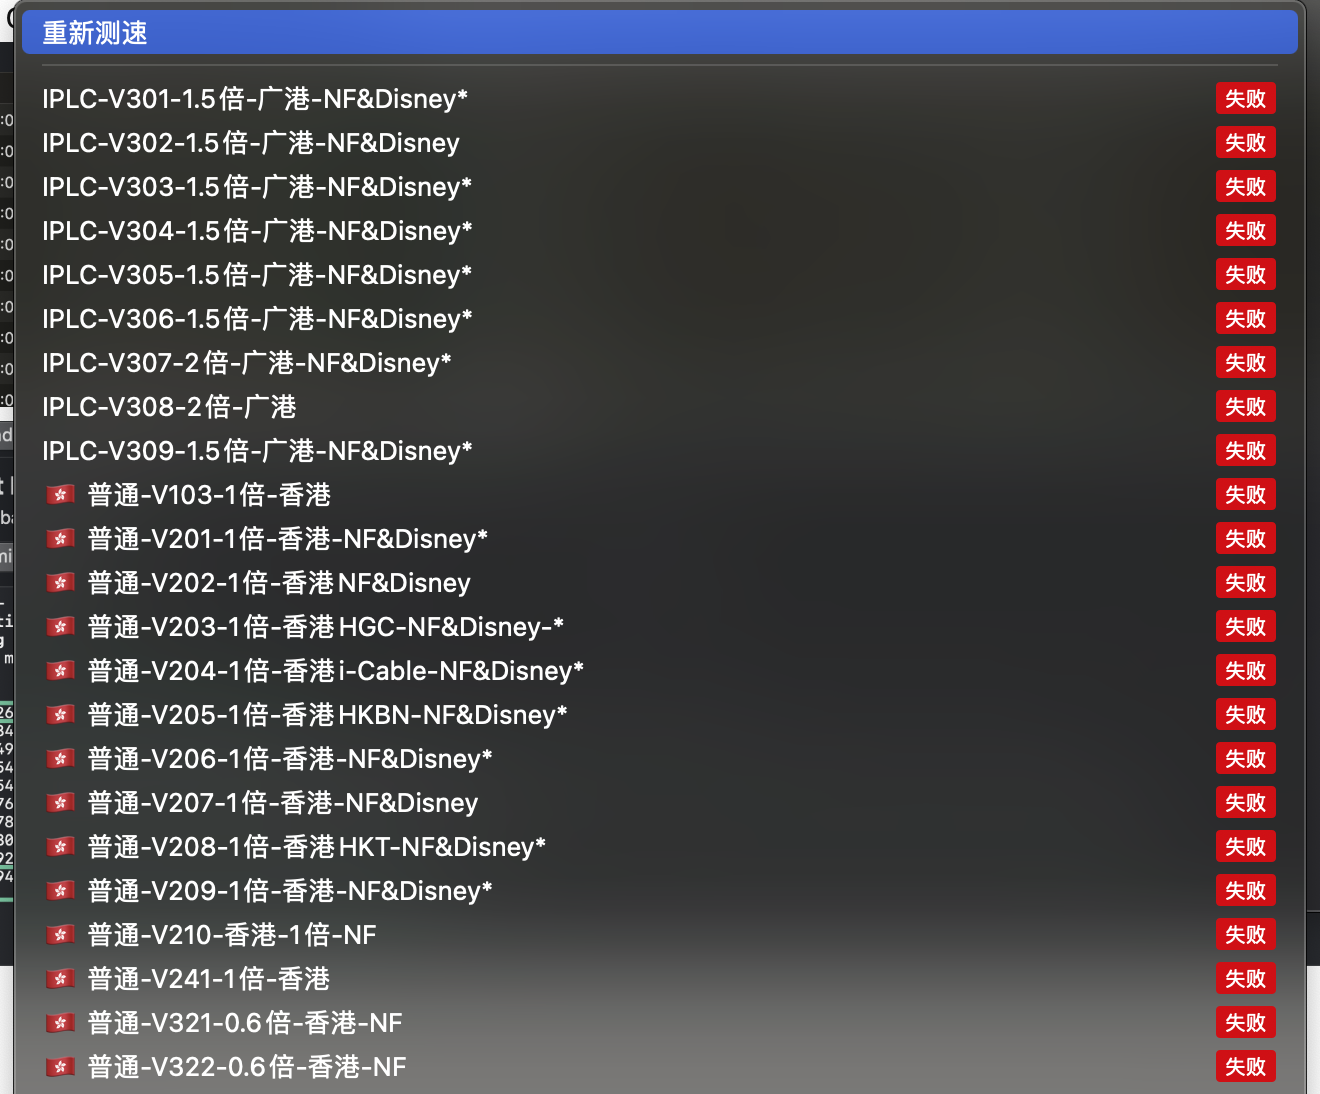 重新测速
IPLC-V301-1.5倍-广港-NF&Disney* 失败
IPLC-V302-1.5倍-广港-NF&Disney 失败
IPLC-V303-1.5倍-广港-NF&Disney* 失败
IPLC-V304-1.5倍-广港-NF&Disney* 失败
IPLC-V305-1.5倍-广港-NF&Disney* 失败
IPLC-V306-1.5倍-广港-NF&Disney* 失败
IPLC-V307-2倍-广港-NF&Disney* 失败
IPLC-V308-2倍-广港 失败
IPLC-V309-1.5倍-广港-NF&Disney* 失败
普通-V103-1倍-香港 失败
普通-V201-1倍-香港-NF&Disney* 失败
普通-V202-1倍-香港NF&Disney 失败
普通-V203-1倍-香港HGC-NF&Disney-* 失败
普通-V204-1倍-香港i-Cable-NF&Disney* 失败
普通-V205-1倍-香港HKBN-NF&Disney* 失败
普通-V206-1倍-香港-NF&Disney* 失败
普通-V207-1倍-香港-NF&Disney 失败
普通-V208-1倍-香港HKT-NF&Disney* 失败
普通-V209-1倍-香港-NF&Disney* 失败
普通-V210-香港-1倍-NF 失败
普通-V241-1倍-香港 失败
普通-V321-0.6倍-香港-NF 失败
普通-V322-0.6倍-香港-NF 失败